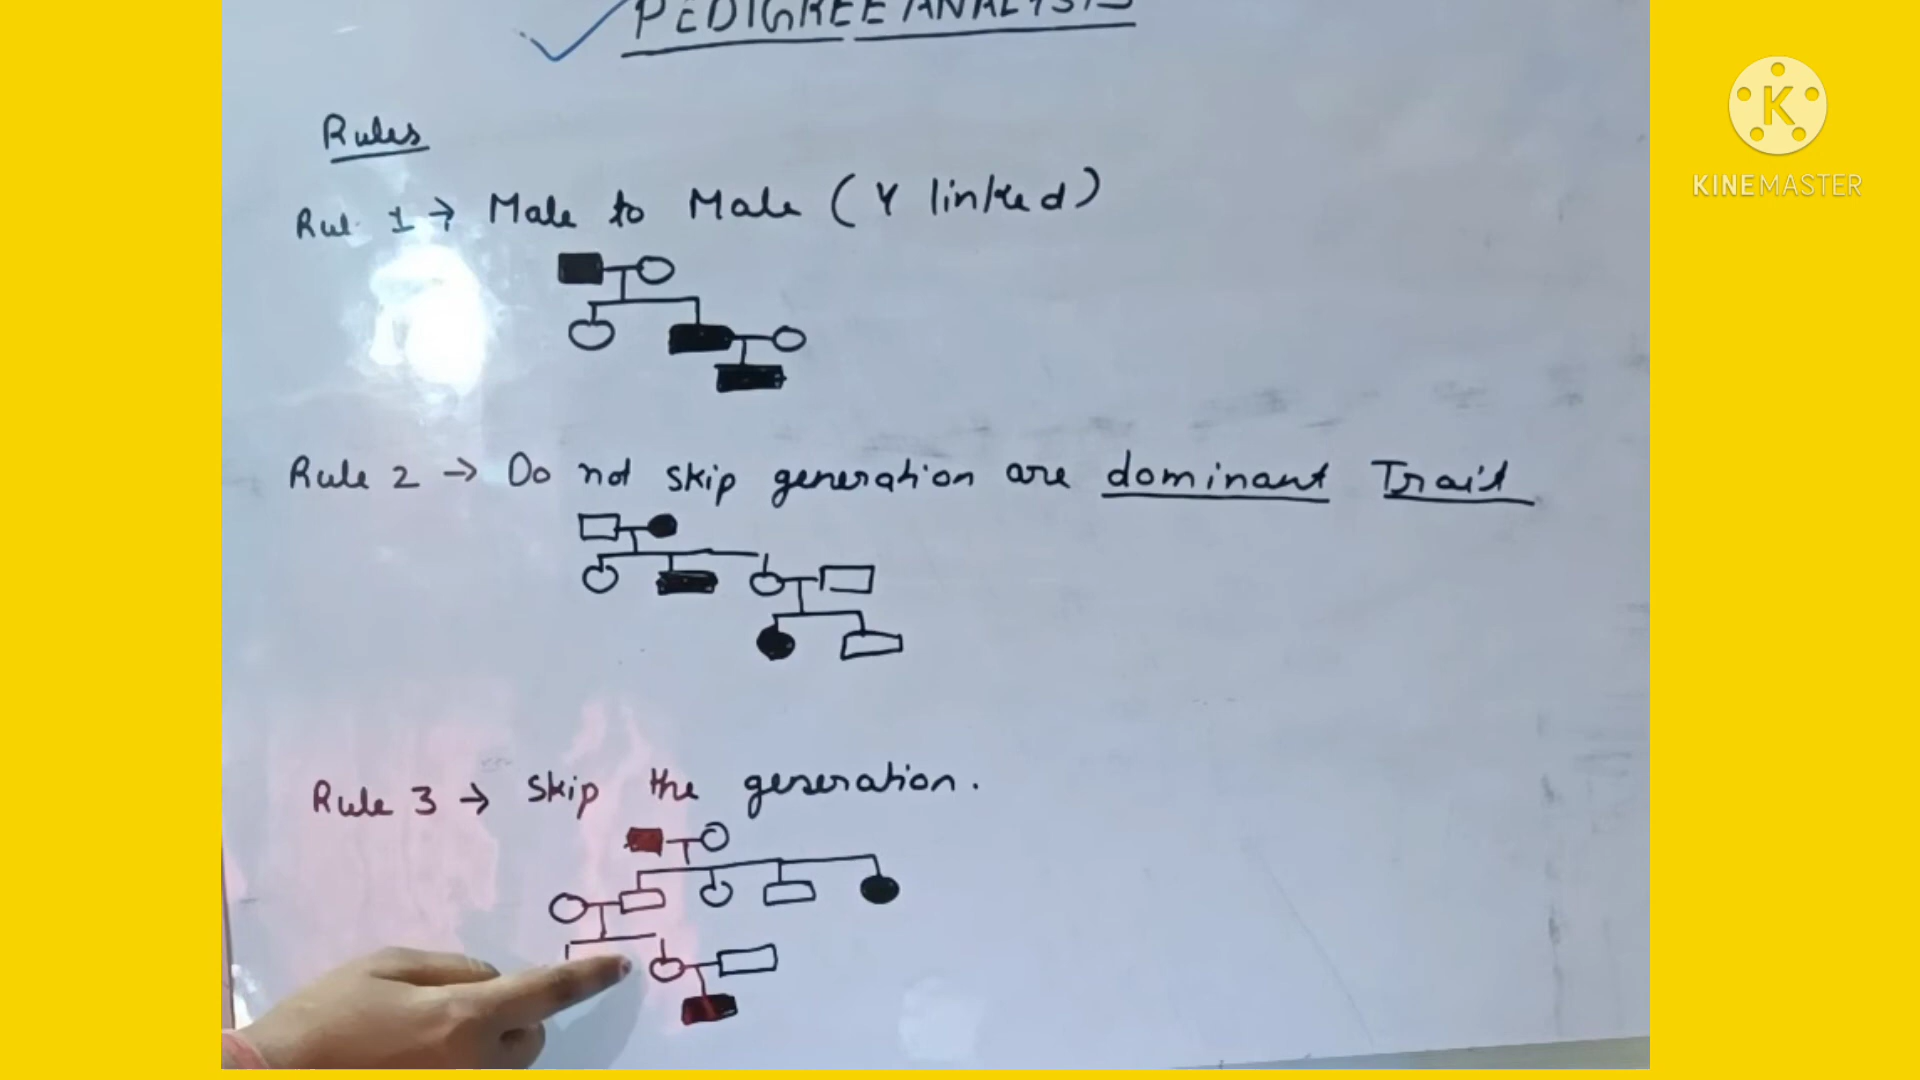 PEDIGREE ANALYSIS
Rules
Rul. 1 → Male to Male (Y linked)
Rule 2 → Do not skip generation are dominant Trait
Rule 3 → Skip the generation.
K
KINEMASTER